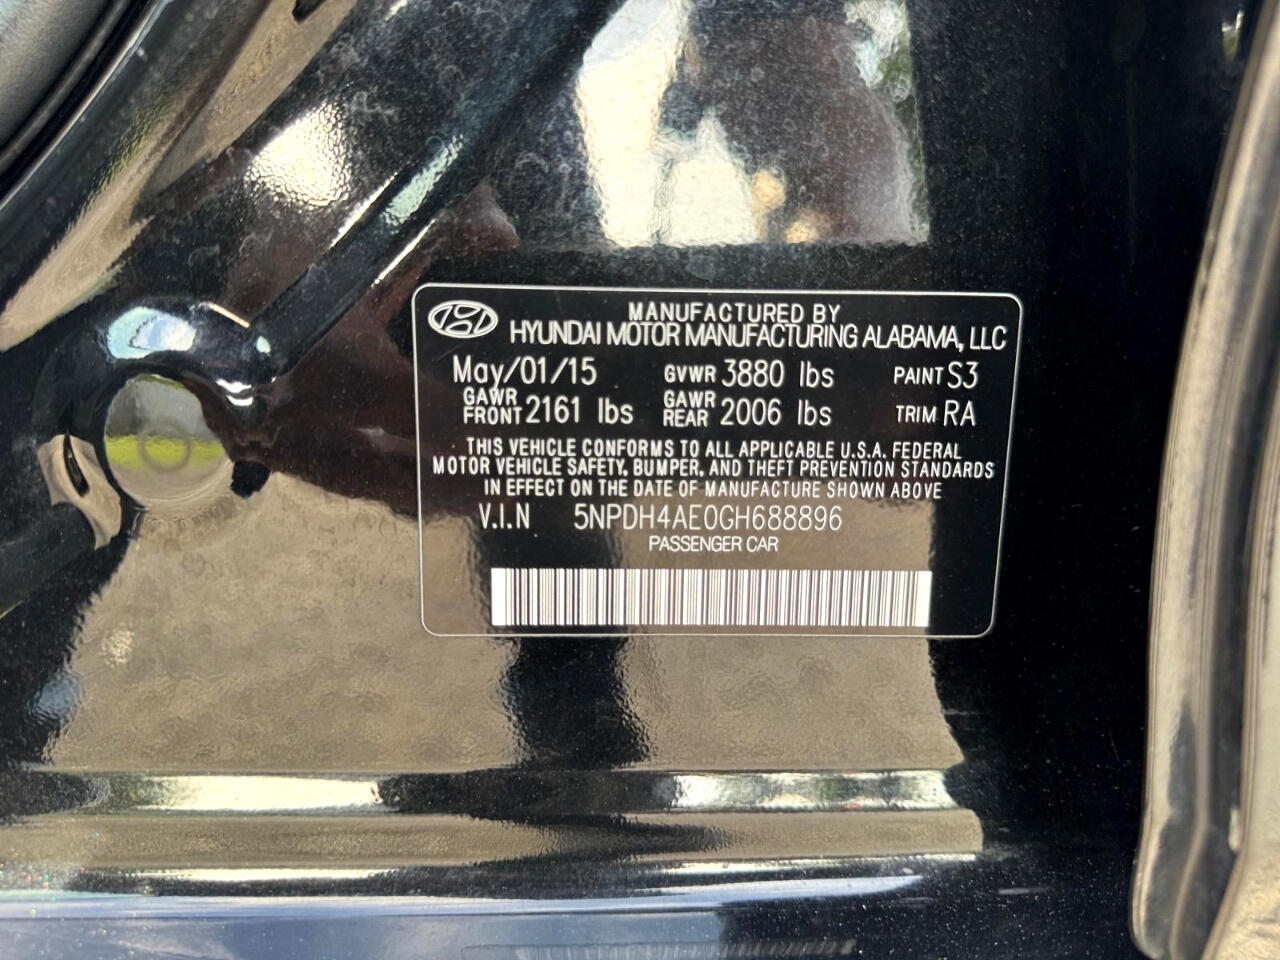 MANUFACTURED BY
HYUNDAI MOTOR MANUFACTURING ALABAMA, LLC
May/01/15 GVWR 3880 lbs PAINT S3
GAWR FRONT 2161 lbs GAWR REAR 2006 lbs TRIM RA
THIS VEHICLE CONFORMS TO ALL APPLICABLE U.S.A. FEDERAL
MOTOR VEHICLE SAFETY, BUMPER, AND THEFT PREVENTION STANDARDS
IN EFFECT ON THE DATE OF MANUFACTURE SHOWN ABOVE
V.I.N 5NPDH4AE0GH688896
PASSENGER CAR